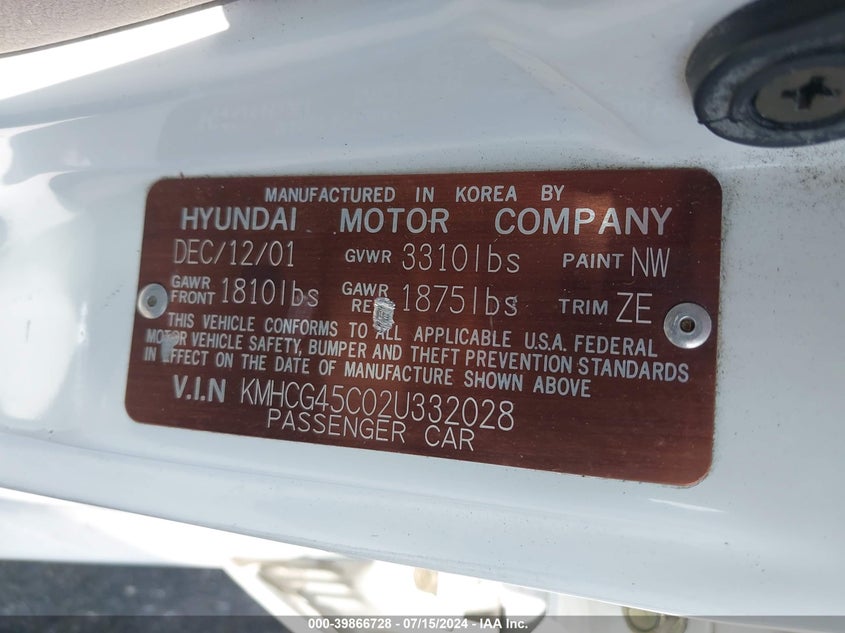 MANUFACTURED IN KOREA BY
HYUNDAI MOTOR COMPANY
DEC/12/01 GVWR 3310lbs PAINT NW
GAWR FRONT 1810lbs GAWR RE 1875lbs TRIM ZE
THIS VEHICLE CONFORMS TO ALL APPLICABLE U.S.A. FEDERAL
MOTOR VEHICLE SAFETY, BUMPER AND THEFT PREVENTION STANDARDS
IN EFFECT ON THE DATE OF MANUFACTURE SHOWN ABOVE
V.I.N KMHCG45C02U332028
PASSENGER CAR
000-39866728 - 07/15/2024 - IAA Inc.